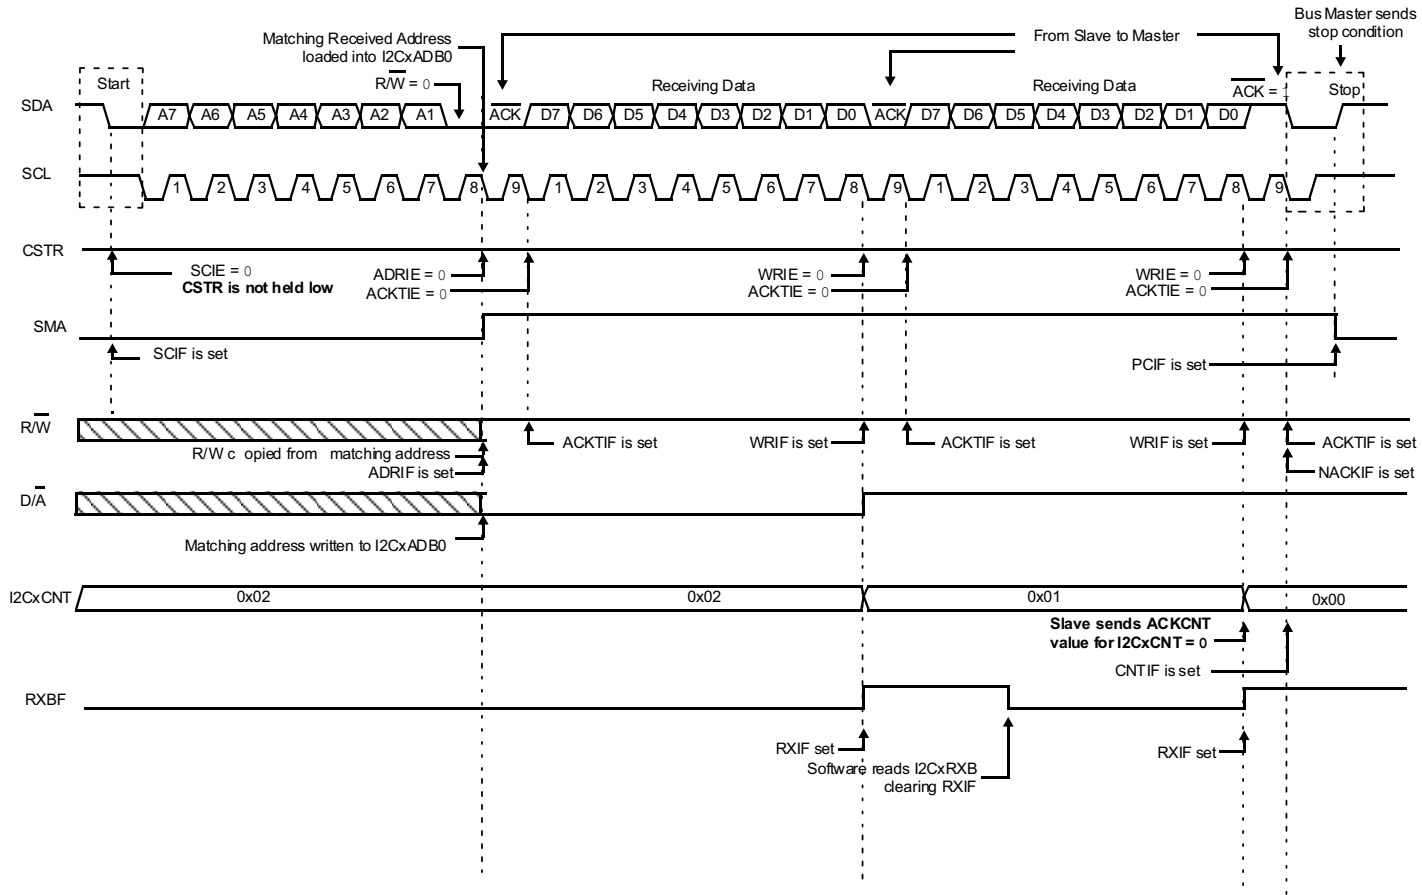 Bus Master sends
stop condition
Matching Received Address
loaded into I2CxADB0
From Slave to Master
Start
R/W = 0
Receiving Data
Receiving Data
ACK =
Stop
SDA
A7 A6 A5 A4 A3 A2 A1 ACK D7 D6 D5 D4 D3 D2 D1 D0 ACK D7 D6 D5 D4 D3 D2 D1 D0
SCL
1 2 3 4 5 6 7 8 9 1 2 3 4 5 6 7 8 9 1 2 3 4 5 6 7 8 9
CSTR
SCIE = 0
CSTR is not held low
ADRIE = 0
ACKTIE = 0
WRIE = 0
ACKTIE = 0
WRIE = 0
ACKTIE = 0
SMA
SCIF is set
PCIF is set
R/W
ACKTIF is set
WRIF is set
ACKTIF is set
WRIF is set
ACKTIF is set
R/W c opied from matching address
ADRIF is set
NACKIF is set
D/A
Matching address written to I2CxADB0
I2CxCNT
0x02
0x02
0x01
0x00
Slave sends ACKCNT
value for I2CxCNT = 0
CNTIF is set
RXBF
RXIF set
Software reads I2CxRXB
clearing RXIF
RXIF set